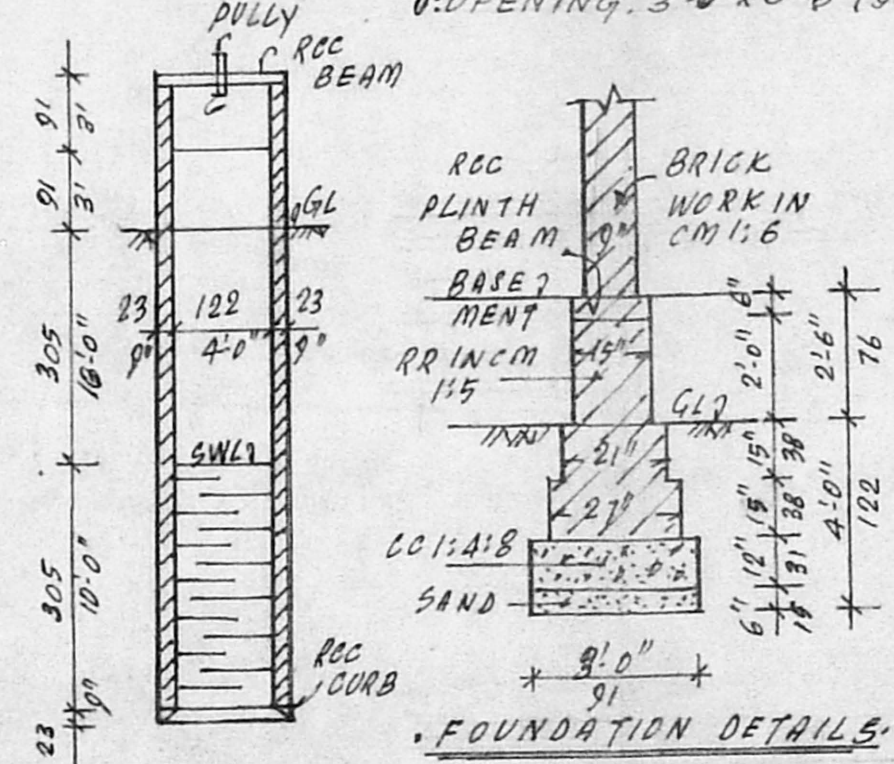 PULLY
RCC
BEAM
91
3'
91
3'
GL
23 122 23
9" 4'-0" 9"
305
10'-0"
SWL
305
10'-0"
RCC
CURB
23
9"
RCC
PLINTH
BEAM
BASE
MENT
RR IN CM
1:5
BRICK
WORK IN
CM 1:6
9"
15"
GL
21"
27"
CC 1:4:8
SAND
6"
2'-0"
2'-6"
76
15"
38
15"
38
12"
31
6"
15
4'-0"
122
3'-0"
91
FOUNDATION DETAILS.